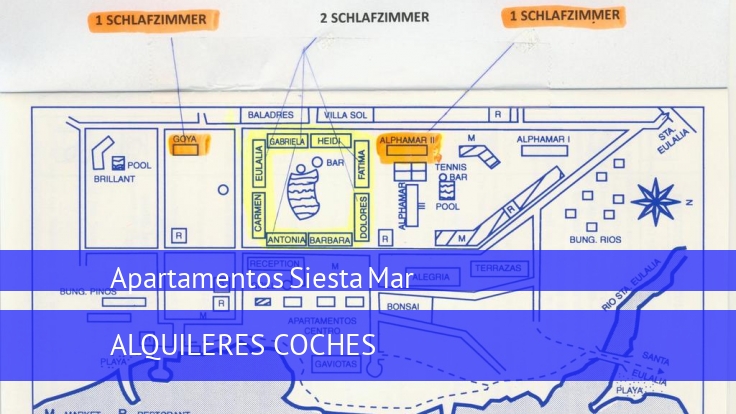 1 SCHLAFZIMMER
2 SCHLAFZIMMER
1 SCHLAFZIMMER
BALADRES
VILLA SOL
R
STA. EULALIA
GOYA
GABRIELA
HEIDI
ALPHAMAR II
M
ALPHAMAR I
POOL
BRILLANT
EULALIA
BAR
FATIMA
TENNIS
BAR
POOL
ALPHAMAR
CARMEN
DOLORES
R
N
R
ANTONIA
BARBARA
R
M
BUNG. RIOS
RECEPTION
M
ALEGRIA
TERRAZAS
Apartamentos Siesta Mar
BUNG. PINOS
R
BONSAI
RIO STA. EULALIA
APARTAMENTOS
CENTRO
ALQUILERES COCHES
PLAYA
GAVIOTAS
SANTA
EULALIA
PLAYA
M MARKET R RESTORANT